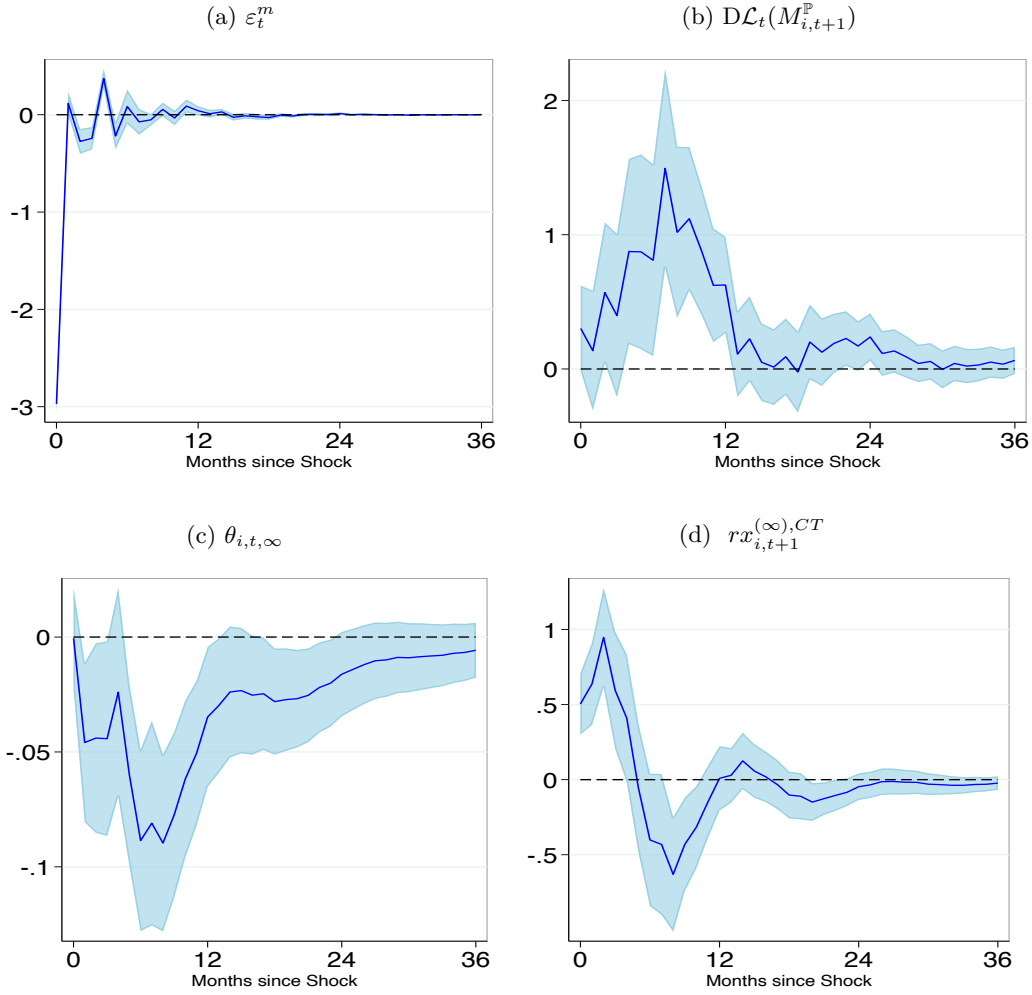 (a) ε_t^m
0
-1
-2
-3
0 12 24 36
Months since Shock
(b) Dℒ_t(M_{i,t+1}^ℙ)
2
1
0
0 12 24 36
Months since Shock
(c) θ_{i,t,∞}
0
-.05
-.1
0 12 24 36
Months since Shock
(d) rx_{i,t+1}^{(∞),CT}
1
.5
0
-.5
0 12 24 36
Months since Shock